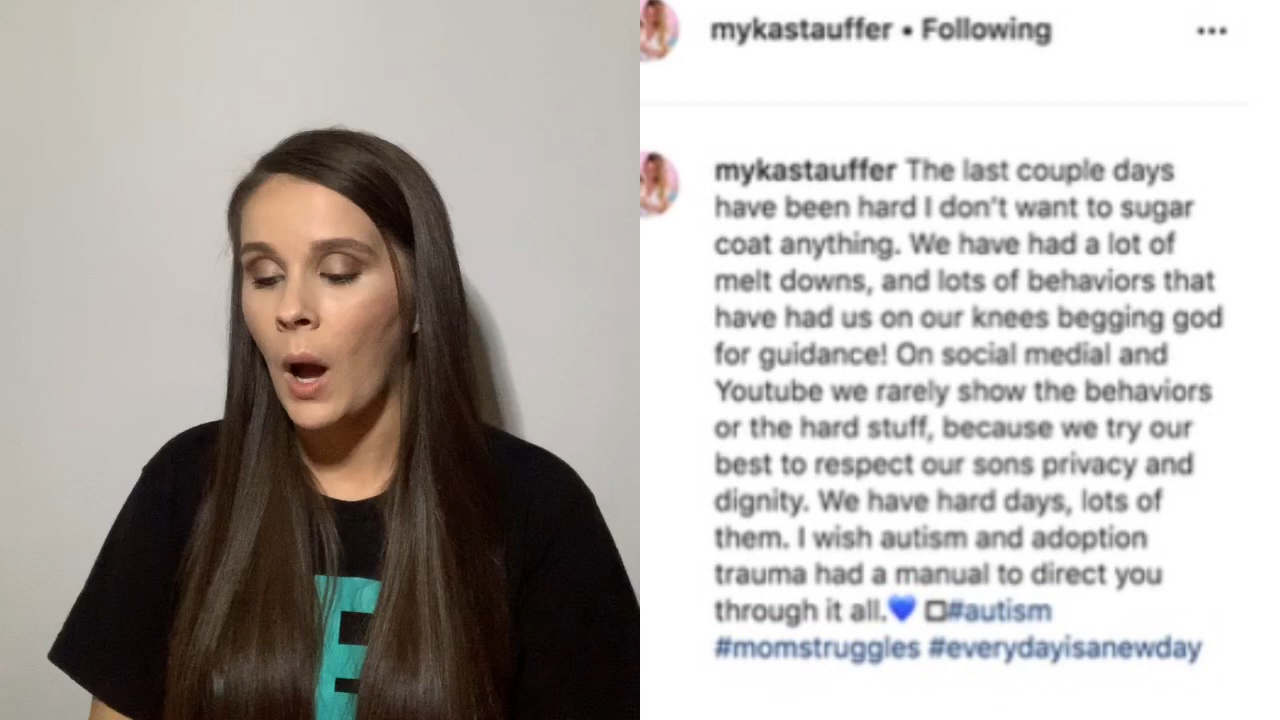 mykastauffer • Following
mykastauffer The last couple days
have been hard I don't want to sugar
coat anything. We have had a lot of
melt downs, and lots of behaviors that
have had us on our knees begging god
for guidance! On social medial and
Youtube we rarely show the behaviors
or the hard stuff, because we try our
best to respect our sons privacy and
dignity. We have hard days, lots of
them. I wish autism and adoption
trauma had a manual to direct you
through it all.💙 □#autism
#momstruggles #everydayisanewday